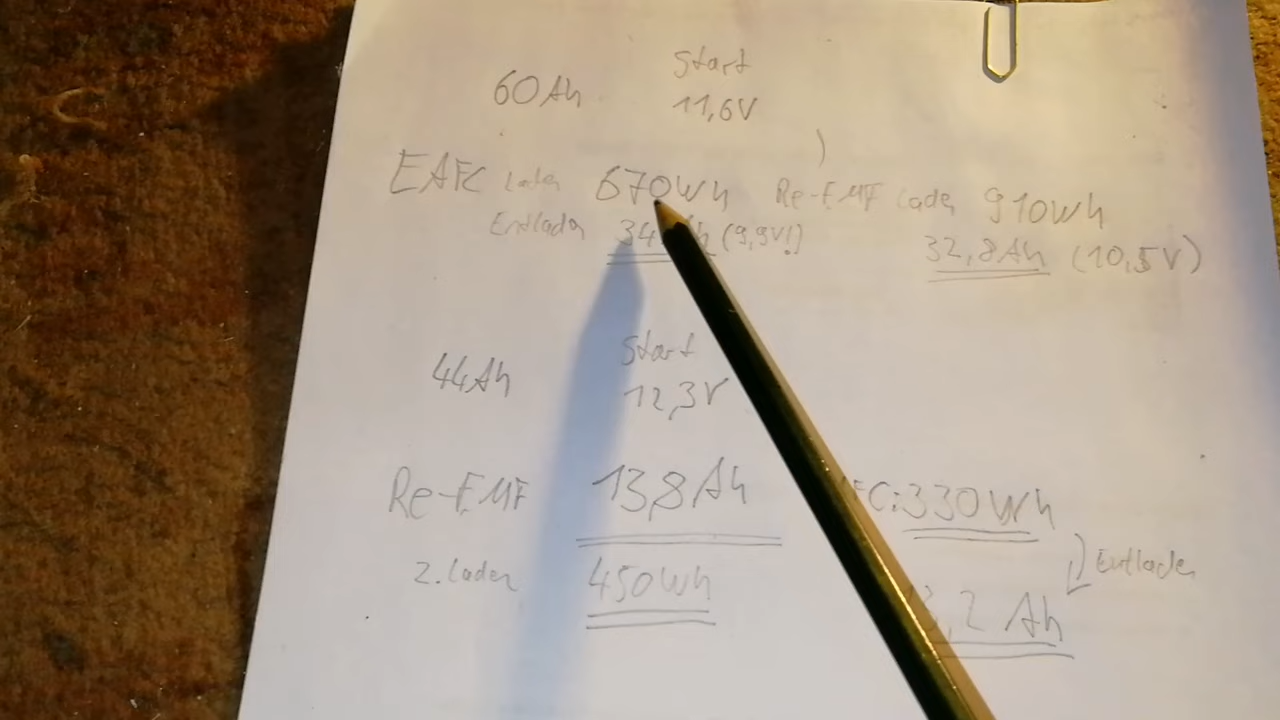 Start
60Ah 11,6V
EAFC Laden 670Wh Re-EMF Laden 910Wh
Entladen (9,9V!) 32,8Ah (10,5V)
Start
44Ah 12,3V
Re-EMF 13,8Ah 330Wh
2. Laden 450Wh Entladen
,2 Ah